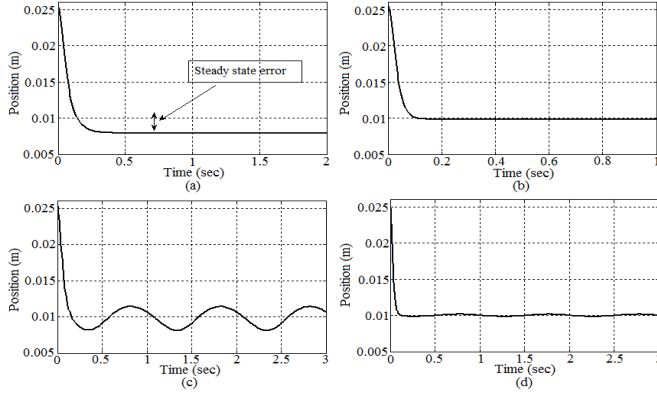 0.025
0.02
0.015
0.01
0.005
Position (m)
Steady state error
0 0.5 1 1.5 2
Time (sec)
(a)
0.025
0.02
0.015
0.01
0.005
Position (m)
0 0.2 0.4 0.6 0.8 1
Time (sec)
(b)
0.025
0.02
0.015
0.01
0.005
Position (m)
0 0.5 1 1.5 2 2.5 3
Time (sec)
(c)
0.025
0.02
0.015
0.01
0.005
Position (m)
0 0.5 1 1.5 2 2.5
Time (sec)
(d)